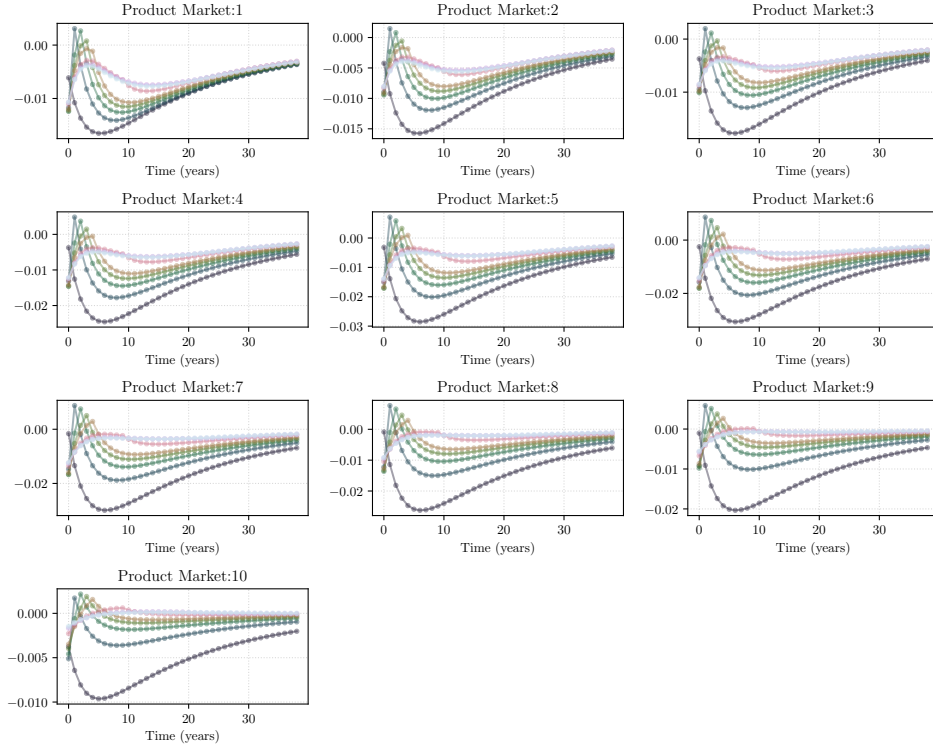 Product Market:1
0.00
−0.01
0 10 20 30
Time (years)
Product Market:2
0.000
−0.005
−0.010
−0.015
0 10 20 30
Time (years)
Product Market:3
0.00
−0.01
0 10 20 30
Time (years)
Product Market:4
0.00
−0.01
−0.02
0 10 20 30
Time (years)
Product Market:5
0.00
−0.01
−0.02
−0.03
0 10 20 30
Time (years)
Product Market:6
0.00
−0.02
0 10 20 30
Time (years)
Product Market:7
0.00
−0.02
0 10 20 30
Time (years)
Product Market:8
0.00
−0.01
−0.02
0 10 20 30
Time (years)
Product Market:9
0.00
−0.01
−0.02
0 10 20 30
Time (years)
Product Market:10
0.000
−0.005
−0.010
0 10 20 30
Time (years)